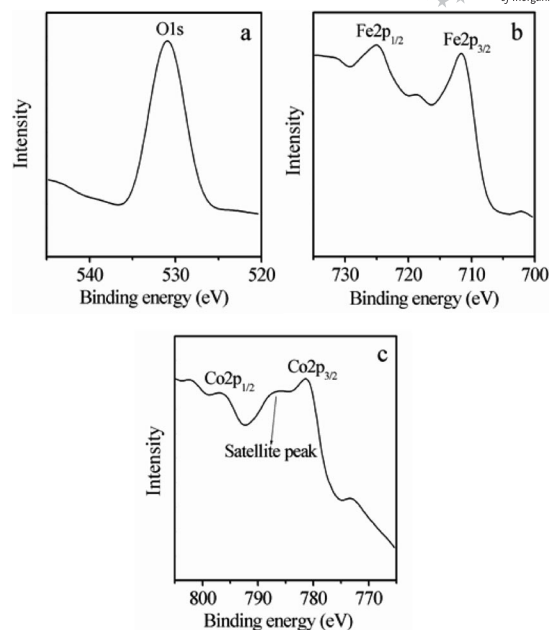 a
O1s
Intensity
540 530 520
Binding energy (eV)
b
Fe2p1/2
Fe2p3/2
Intensity
730 720 710 700
Binding energy (eV)
c
Co2p1/2
Co2p3/2
Satellite peak
Intensity
800 790 780 770
Binding energy (eV)